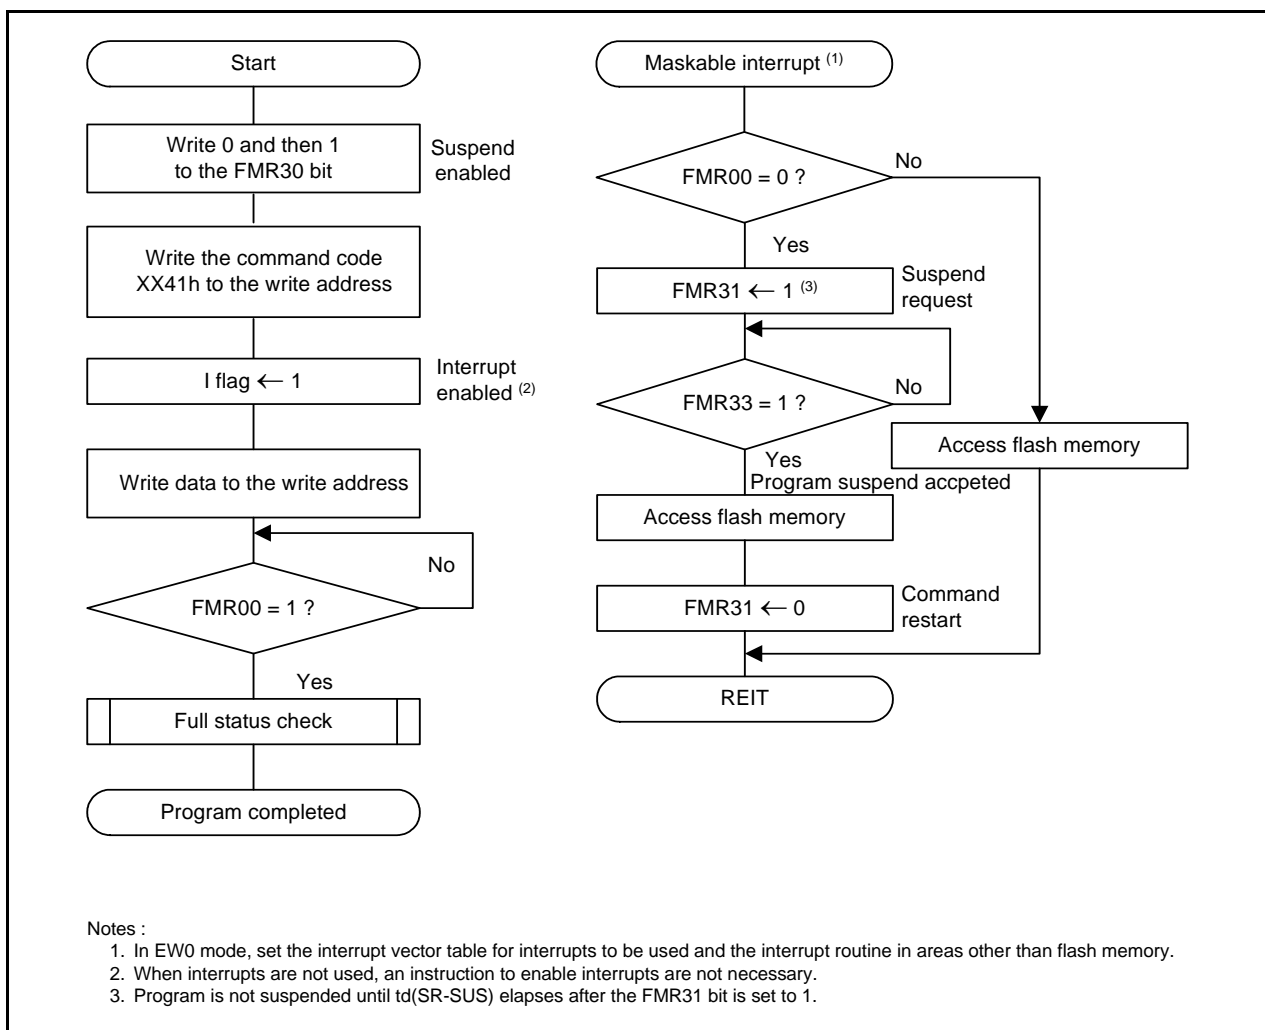 Start
Write 0 and then 1
to the FMR30 bit
Suspend
enabled
Write the command code
XX41h to the write address
I flag ← 1
Interrupt
enabled (2)
Write data to the write address
No
FMR00 = 1 ?
Yes
Full status check
Program completed
Maskable interrupt (1)
No
FMR00 = 0 ?
Yes
FMR31 ← 1 (3)
Suspend
request
No
FMR33 = 1 ?
Yes
Program suspend accpeted
Access flash memory
Access flash memory
FMR31 ← 0
Command
restart
REIT
Notes :
1. In EW0 mode, set the interrupt vector table for interrupts to be used and the interrupt routine in areas other than flash memory.
2. When interrupts are not used, an instruction to enable interrupts are not necessary.
3. Program is not suspended until td(SR-SUS) elapses after the FMR31 bit is set to 1.